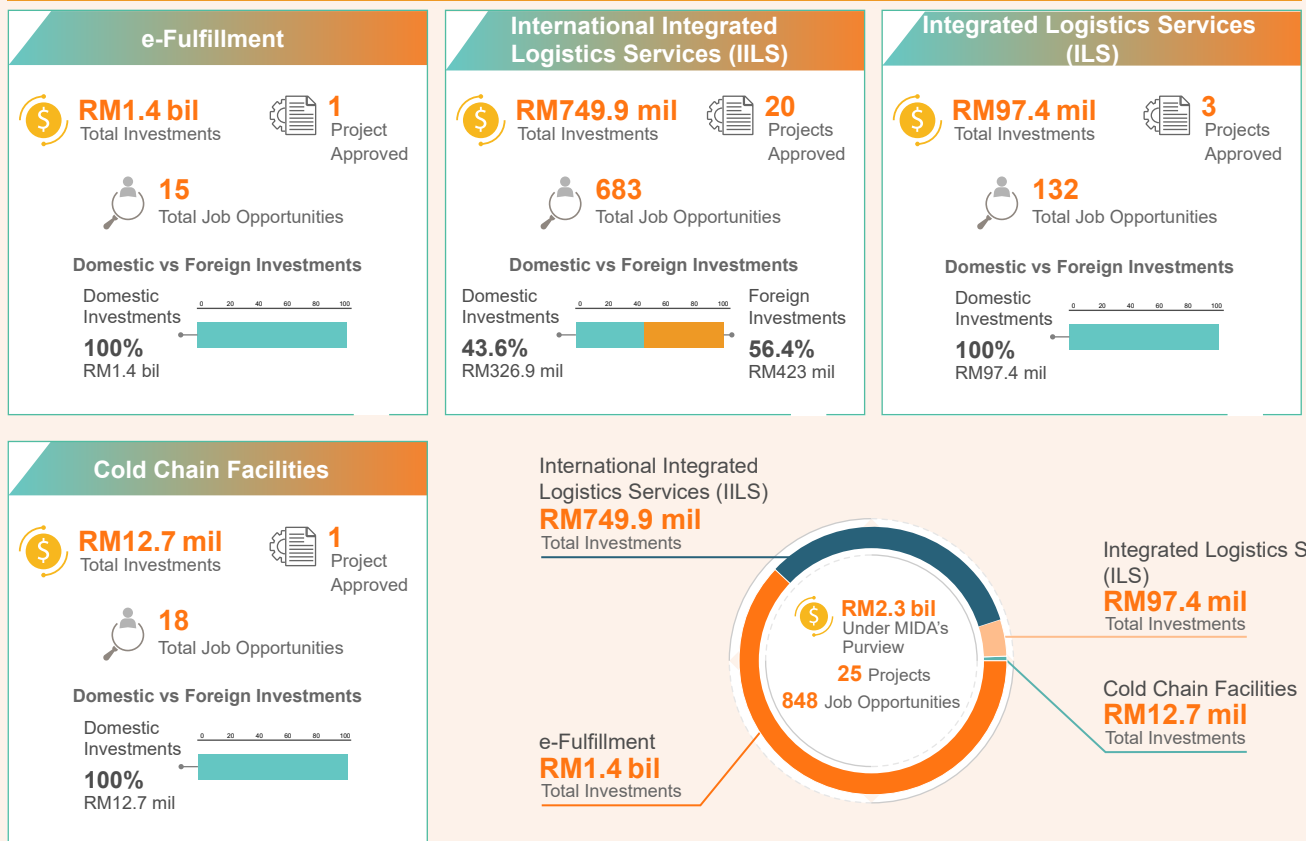 e-Fulfillment
RM1.4 bil
Total Investments
1
Project
Approved
15
Total Job Opportunities
Domestic vs Foreign Investments
Domestic
Investments
100%
RM1.4 bil
0 20 40 60 80 100
International Integrated
Logistics Services (IILS)
RM749.9 mil
Total Investments
20
Projects
Approved
683
Total Job Opportunities
Domestic vs Foreign Investments
Domestic
Investments
43.6%
RM326.9 mil
0 20 40 60 80 100
Foreign
Investments
56.4%
RM423 mil
Integrated Logistics Services
(ILS)
RM97.4 mil
Total Investments
3
Projects
Approved
132
Total Job Opportunities
Domestic vs Foreign Investments
Domestic
Investments
100%
RM97.4 mil
0 20 40 60 80 100
Cold Chain Facilities
RM12.7 mil
Total Investments
1
Project
Approved
18
Total Job Opportunities
Domestic vs Foreign Investments
Domestic
Investments
100%
RM12.7 mil
0 20 40 60 80 100
International Integrated
Logistics Services (IILS)
RM749.9 mil
Total Investments
e-Fulfillment
RM1.4 bil
Total Investments
$
RM2.3 bil
Under MIDA's
Purview
25 Projects
848 Job Opportunities
Integrated Logistics S
(ILS)
RM97.4 mil
Total Investments
Cold Chain Facilities
RM12.7 mil
Total Investments